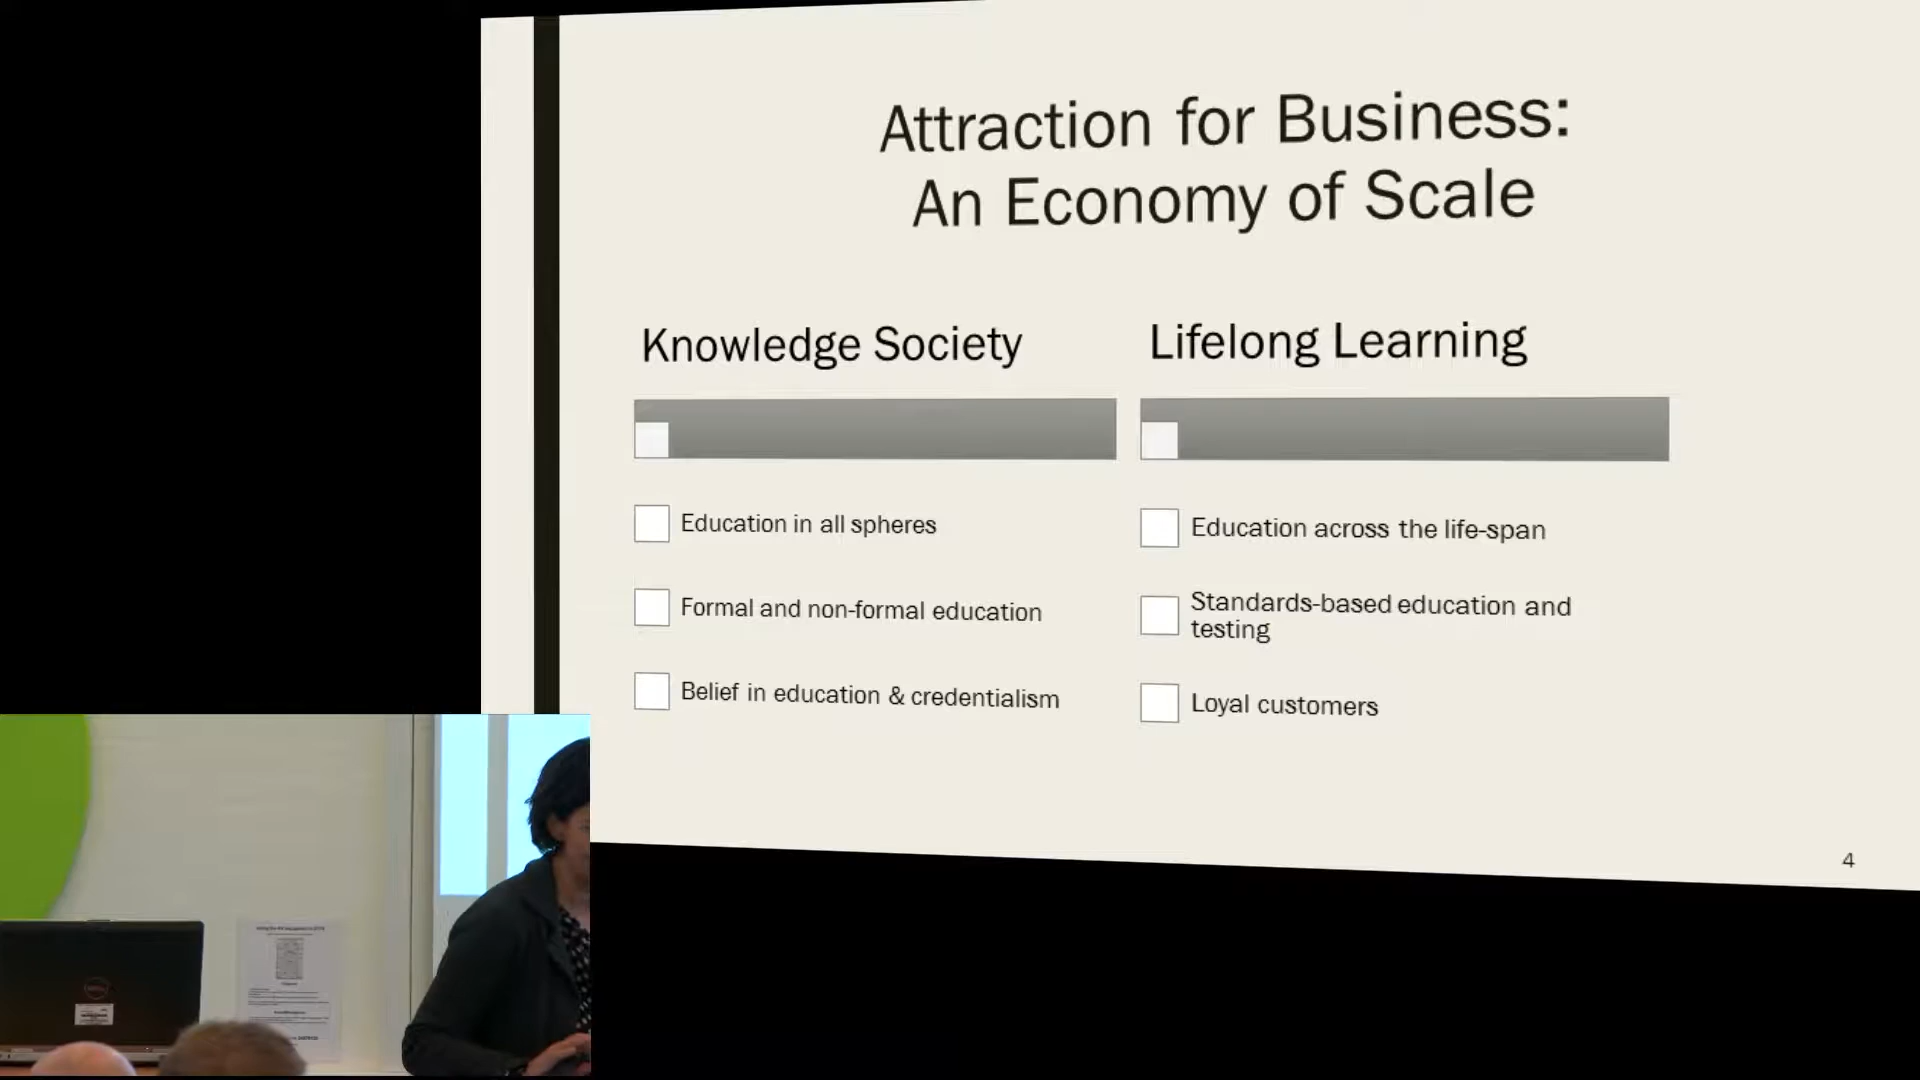 Attraction for Business:
An Economy of Scale
Knowledge Society
Education in all spheres
Formal and non-formal education
Belief in education & credentialism
Lifelong Learning
Education across the life-span
Standards-based education and
testing
Loyal customers
4
DELL